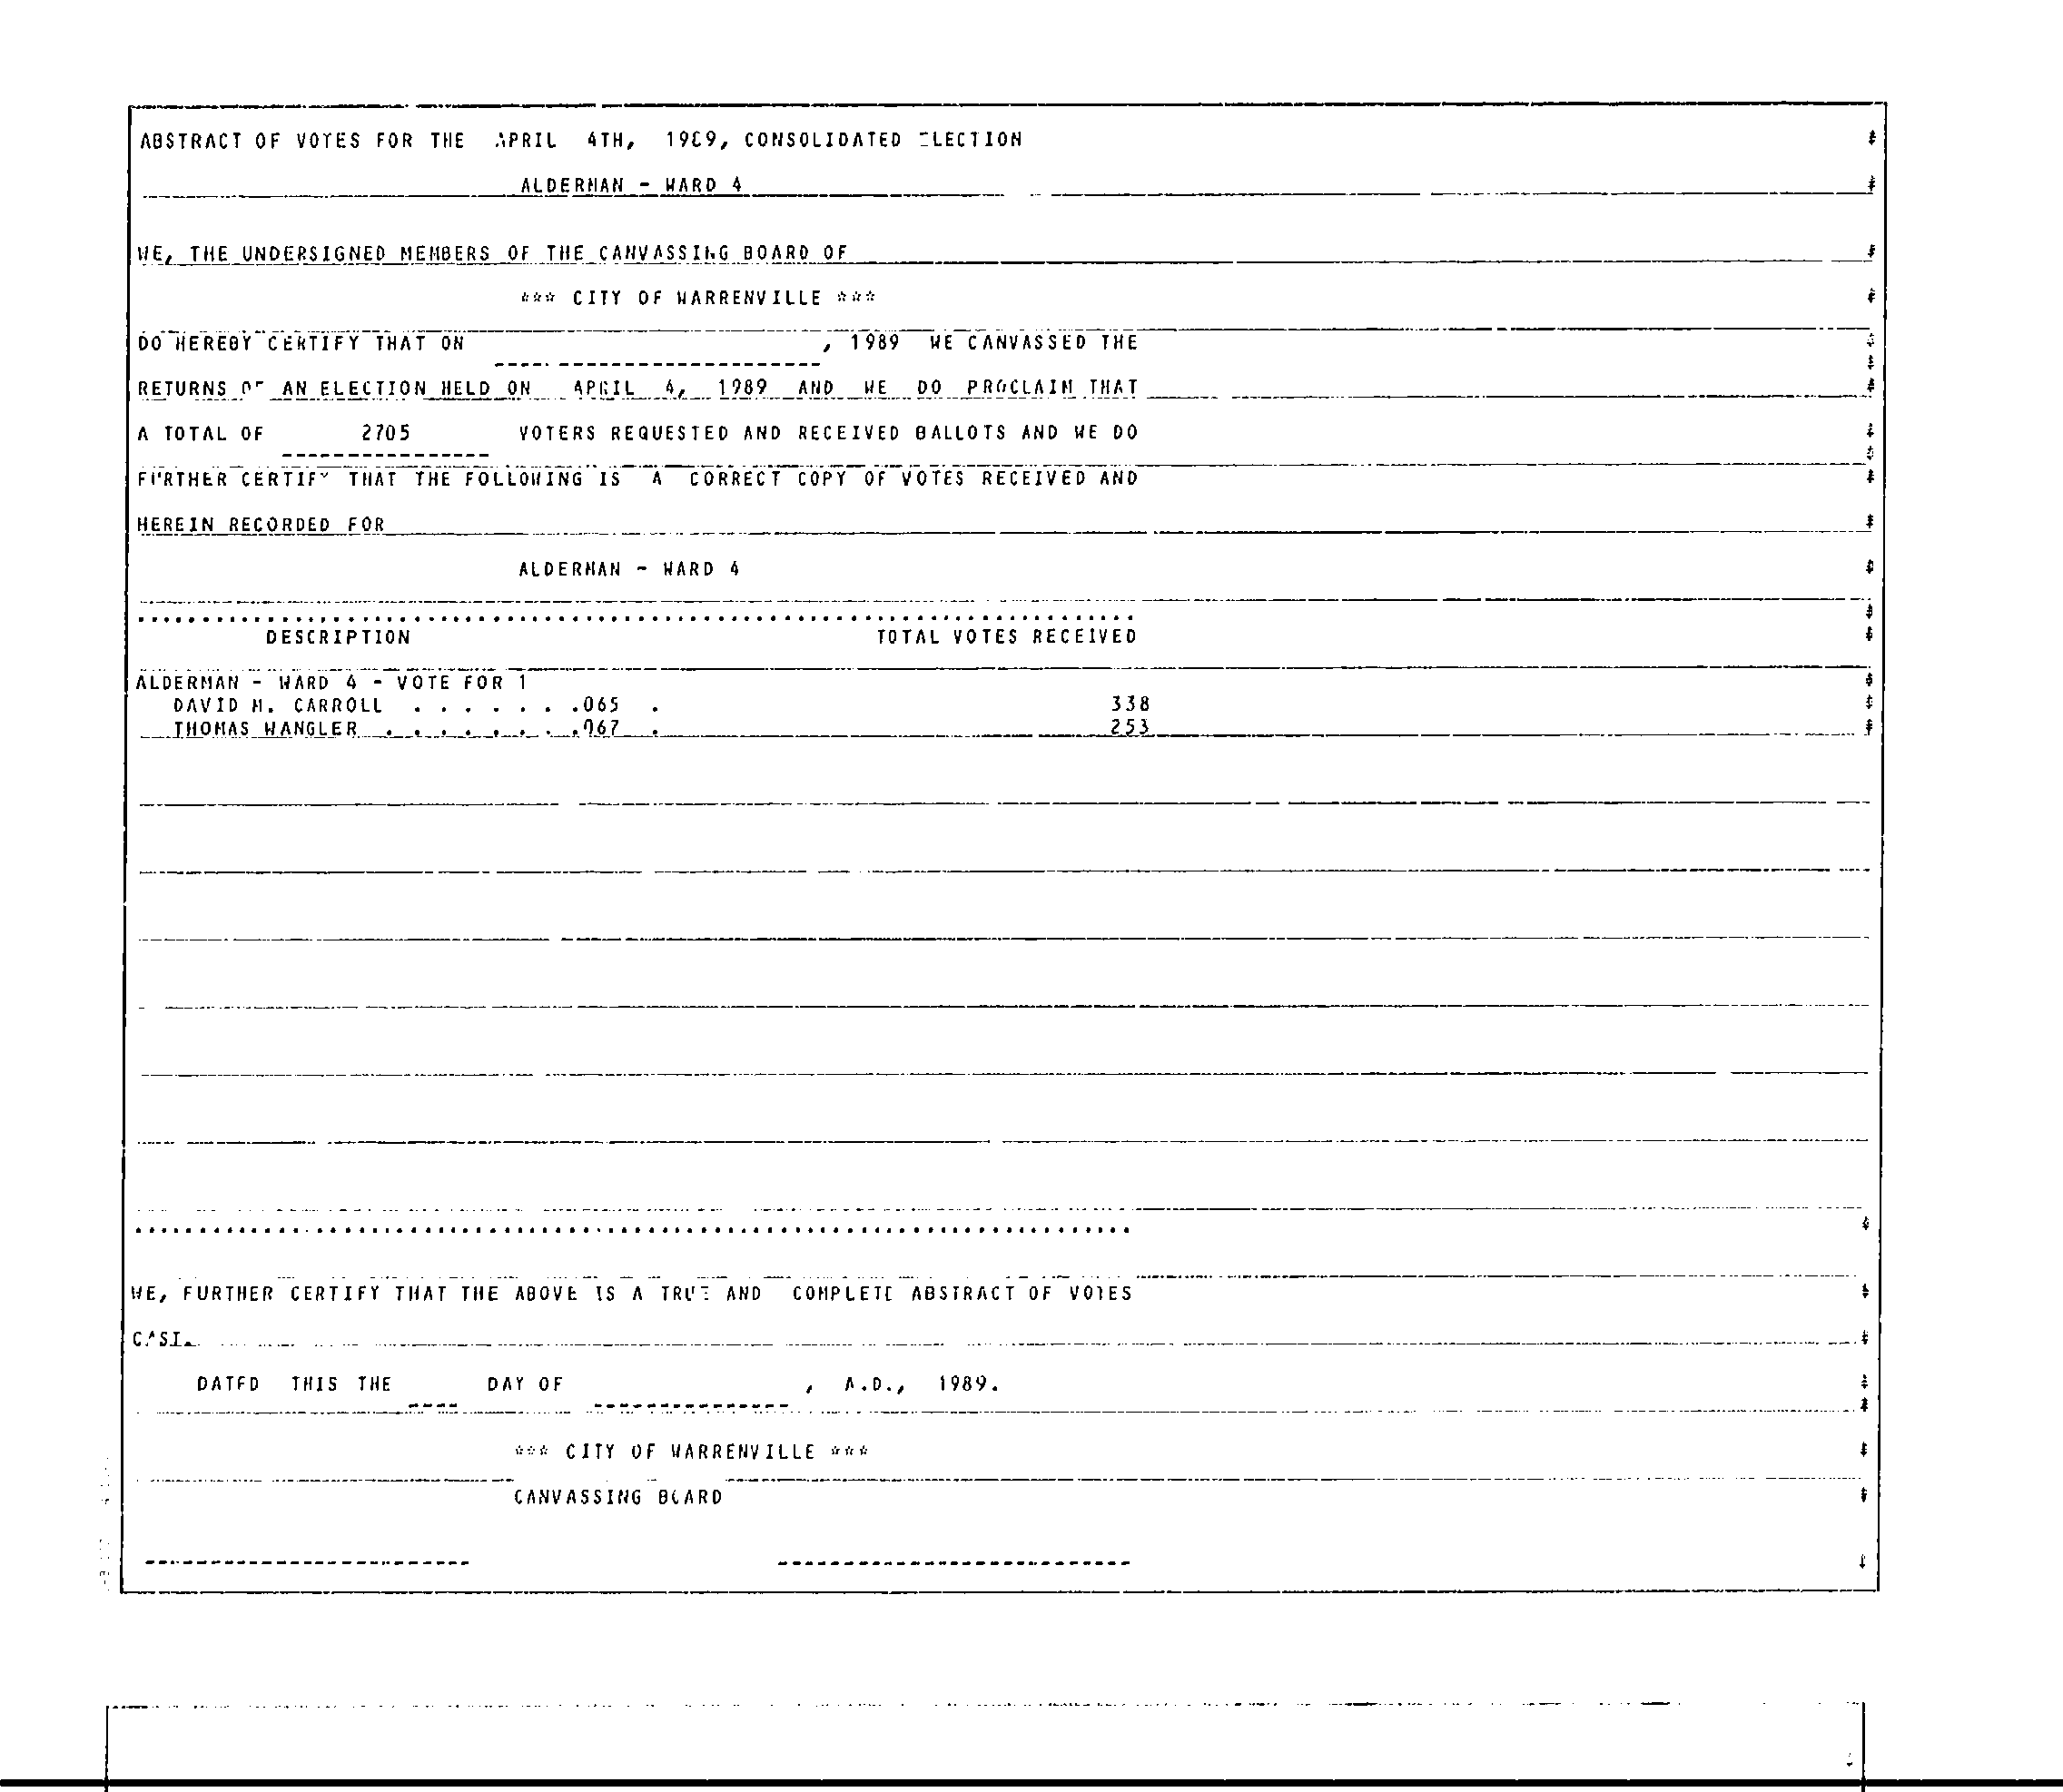 ABSTRACT OF VOTES FOR THE APRIL 4TH, 1989, CONSOLIDATED ELECTION #
ALDERMAN - WARD 4 #
WE, THE UNDERSIGNED MEMBERS OF THE CANVASSING BOARD OF #
*** CITY OF WARRENVILLE *** #
DO HEREBY CERTIFY THAT ON , 1989 WE CANVASSED THE #
#
RETURNS OF AN ELECTION HELD ON APRIL 4, 1989 AND WE DO PROCLAIM THAT #
A TOTAL OF 2705 VOTERS REQUESTED AND RECEIVED BALLOTS AND WE DO #
#
FURTHER CERTIFY THAT THE FOLLOWING IS A CORRECT COPY OF VOTES RECEIVED AND #
HEREIN RECORDED FOR #
ALDERMAN - WARD 4 #
#
DESCRIPTION TOTAL VOTES RECEIVED #
ALDERMAN - WARD 4 - VOTE FOR 1 #
DAVID M. CARROLL . . . . . . .065 . 338 #
THOMAS WANGLER . . . . . . . .067 . 253 #
#
WE, FURTHER CERTIFY THAT THE ABOVE IS A TRUE AND COMPLETE ABSTRACT OF VOTES #
CAST. #
DATED THIS THE DAY OF , A.D., 1989. #
#
*** CITY OF WARRENVILLE *** #
CANVASSING BOARD #
#